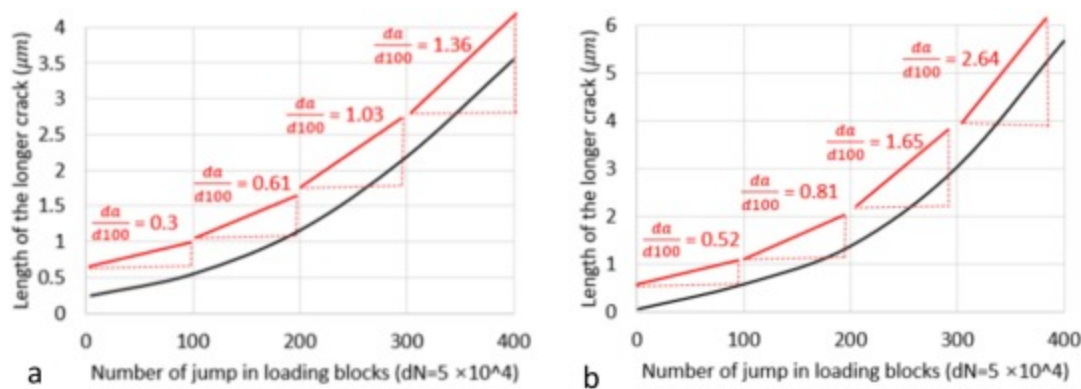 Length of the longer crack (μm)
4
3.5
3
2.5
2
1.5
1
0.5
0
da/d100 = 0.3
da/d100 = 0.61
da/d100 = 1.03
da/d100 = 1.36
0 100 200 300 400
Number of jump in loading blocks (dN=5 ×10^4)
a
Length of the longer crack (μm)
6
5
4
3
2
1
0
da/d100 = 0.52
da/d100 = 0.81
da/d100 = 1.65
da/d100 = 2.64
0 100 200 300 400
Number of jump in loading blocks (dN=5 ×10^4)
b